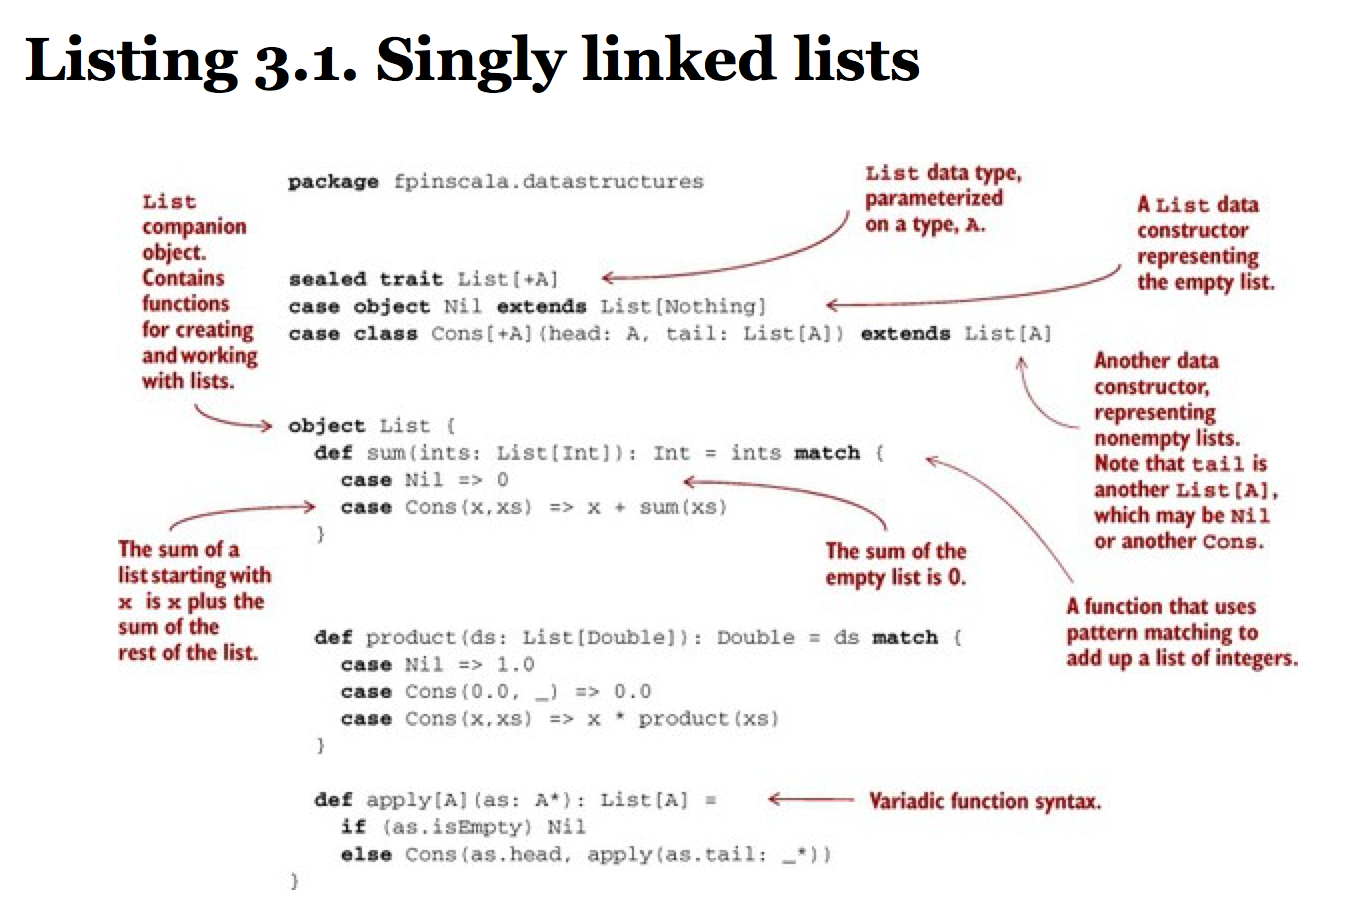 Listing 3.1. Singly linked lists
package fpinscala.datastructures
List data type,
parameterized
on a type, A.
A List data
constructor
representing
the empty list.
List
companion
object.
Contains
functions
for creating
and working
with lists.
sealed trait List[+A]
case object Nil extends List[Nothing]
case class Cons[+A](head: A, tail: List[A]) extends List[A]
Another data
constructor,
representing
nonempty lists.
Note that tail is
another List[A],
which may be Nil
or another Cons.
object List {
def sum(ints: List[Int]): Int = ints match {
case Nil => 0
case Cons(x,xs) => x + sum(xs)
}
The sum of a
list starting with
x is x plus the
sum of the
rest of the list.
The sum of the
empty list is 0.
A function that uses
pattern matching to
add up a list of integers.
def product(ds: List[Double]): Double = ds match {
case Nil => 1.0
case Cons(0.0, _) => 0.0
case Cons(x,xs) => x * product(xs)
}
def apply[A](as: A*): List[A] =
Variadic function syntax.
if (as.isEmpty) Nil
else Cons(as.head, apply(as.tail: _*))
}